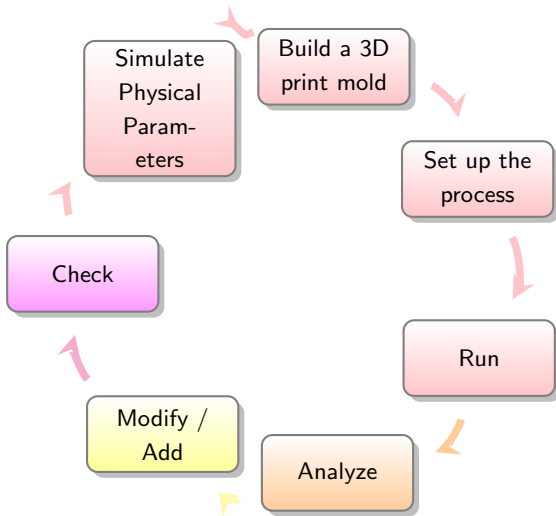 Build a 3D
print mold
Set up the
process
Run
Analyze
Modify /
Add
Check
Simulate
Physical
Param-
eters